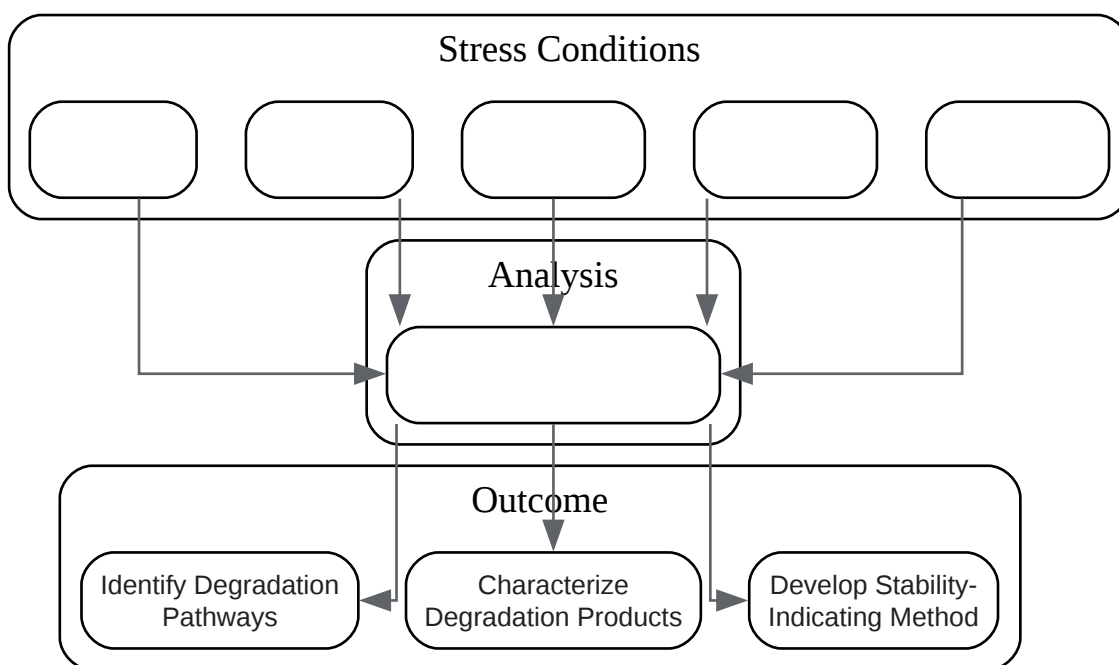 Stress Conditions
Analysis
Outcome
Identify Degradation
Pathways
Characterize
Degradation Products
Develop Stability-
Indicating Method